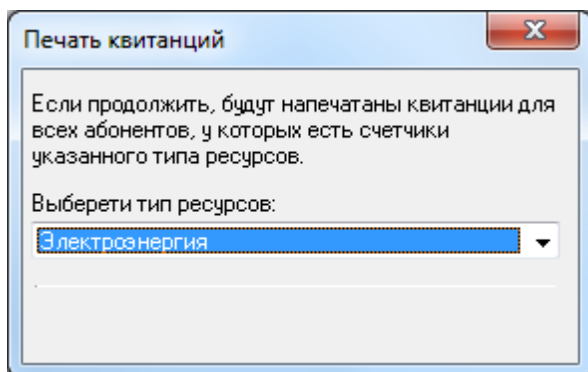 Печать квитанций
Если продолжить, будут напечатаны квитанции для
всех абонентов, у которых есть счетчики
указанного типа ресурсов.
Выберети тип ресурсов:
Электроэнергия